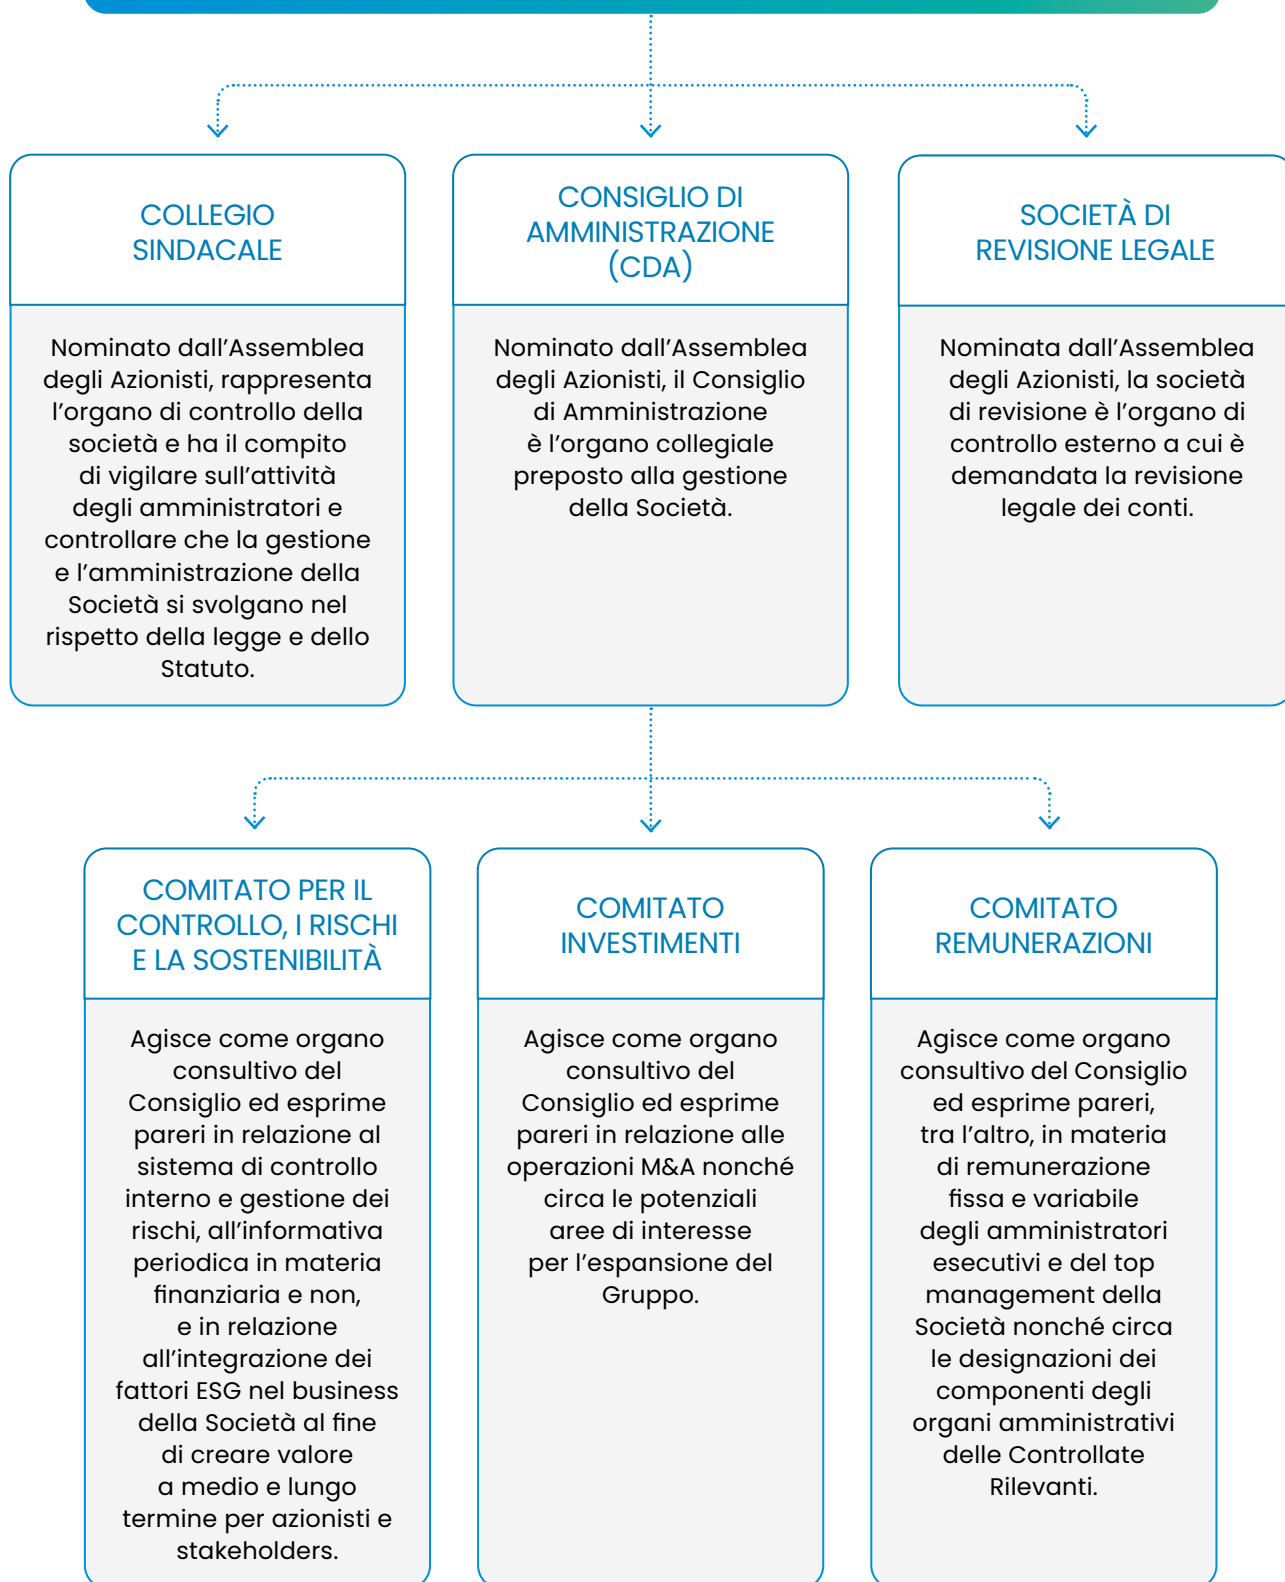 COLLEGIO
SINDACALE
Nominato dall’Assemblea
degli Azionisti, rappresenta
l’organo di controllo della
società e ha il compito
di vigilare sull’attività
degli amministratori e
controllare che la gestione
e l’amministrazione della
Società si svolgano nel
rispetto della legge e dello
Statuto.
CONSIGLIO DI
AMMINISTRAZIONE
(CDA)
Nominato dall’Assemblea
degli Azionisti, il Consiglio
di Amministrazione
è l’organo collegiale
preposto alla gestione
della Società.
SOCIETÀ DI
REVISIONE LEGALE
Nominata dall’Assemblea
degli Azionisti, la società
di revisione è l’organo di
controllo esterno a cui è
demandata la revisione
legale dei conti.
COMITATO PER IL
CONTROLLO, I RISCHI
E LA SOSTENIBILITÀ
Agisce come organo
consultivo del
Consiglio ed esprime
pareri in relazione al
sistema di controllo
interno e gestione dei
rischi, all’informativa
periodica in materia
finanziaria e non,
e in relazione
all’integrazione dei
fattori ESG nel business
della Società al fine
di creare valore
a medio e lungo
termine per azionisti e
stakeholders.
COMITATO
INVESTIMENTI
Agisce come organo
consultivo del
Consiglio ed esprime
pareri in relazione alle
operazioni M&A nonché
circa le potenziali
aree di interesse
per l’espansione del
Gruppo.
COMITATO
REMUNERAZIONI
Agisce come organo
consultivo del Consiglio
ed esprime pareri,
tra l’altro, in materia
di remunerazione
fissa e variabile
degli amministratori
esecutivi e del top
management della
Società nonché circa
le designazioni dei
componenti degli
organi amministrativi
delle Controllate
Rilevanti.